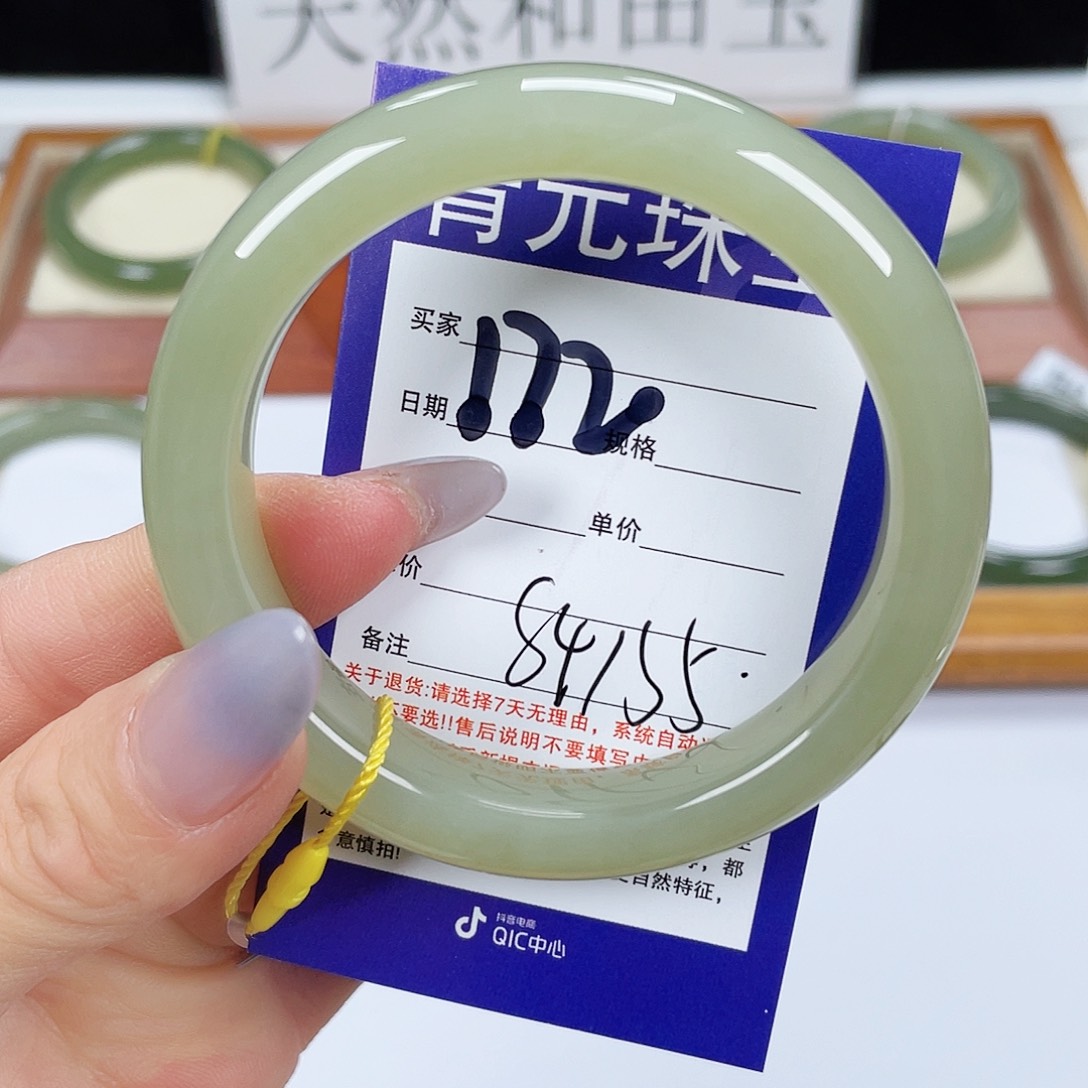 天然和田玉
元珠
买家 m
日期
规格
单价
价
备注 84155.
关于退货:请选择7天无理由，系统自动
不要选!!售后说明不要填写
意慎拍!
都
自然特征，
抖音电商
QIC中心